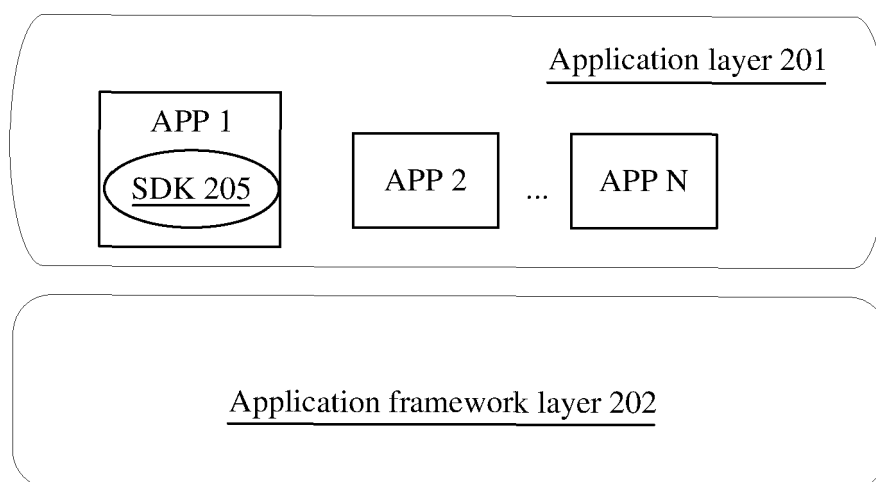 Application layer 201
APP 1
SDK 205
APP 2
...
APP N
Application framework layer 202